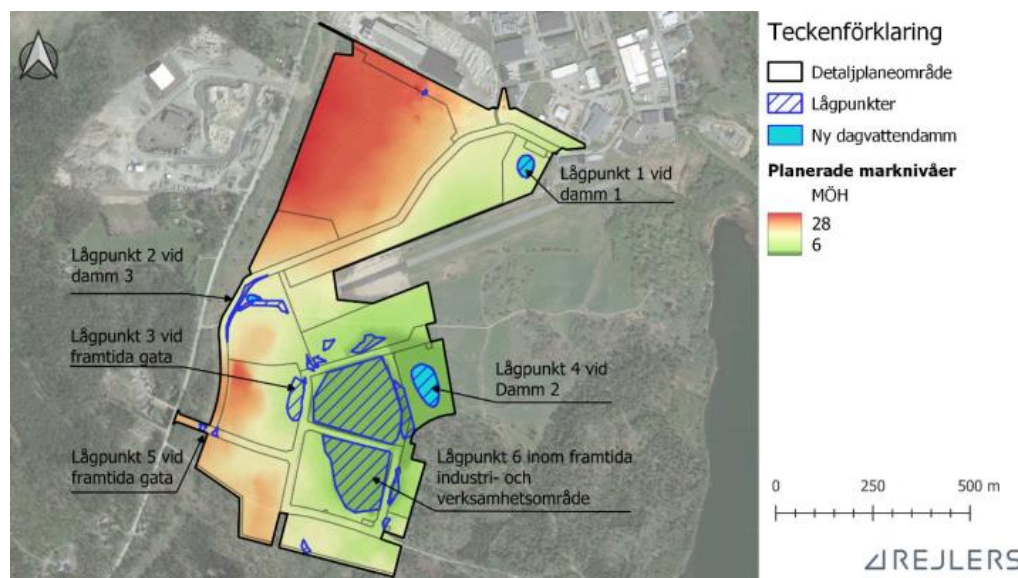 Teckenförklaring
Detaljplaneområde
Lågpunkter
Ny dagvattendamm
Planerade marknivåer
MÖH
28
6
Lågpunkt 1 vid
damm 1
Lågpunkt 2 vid
damm 3
Lågpunkt 3 vid
framtida gata
Lågpunkt 4 vid
Damm 2
Lågpunkt 5 vid
framtida gata
Lågpunkt 6 inom framtida
industri- och
verksamhetsområde
0 250 500 m
REJLERS